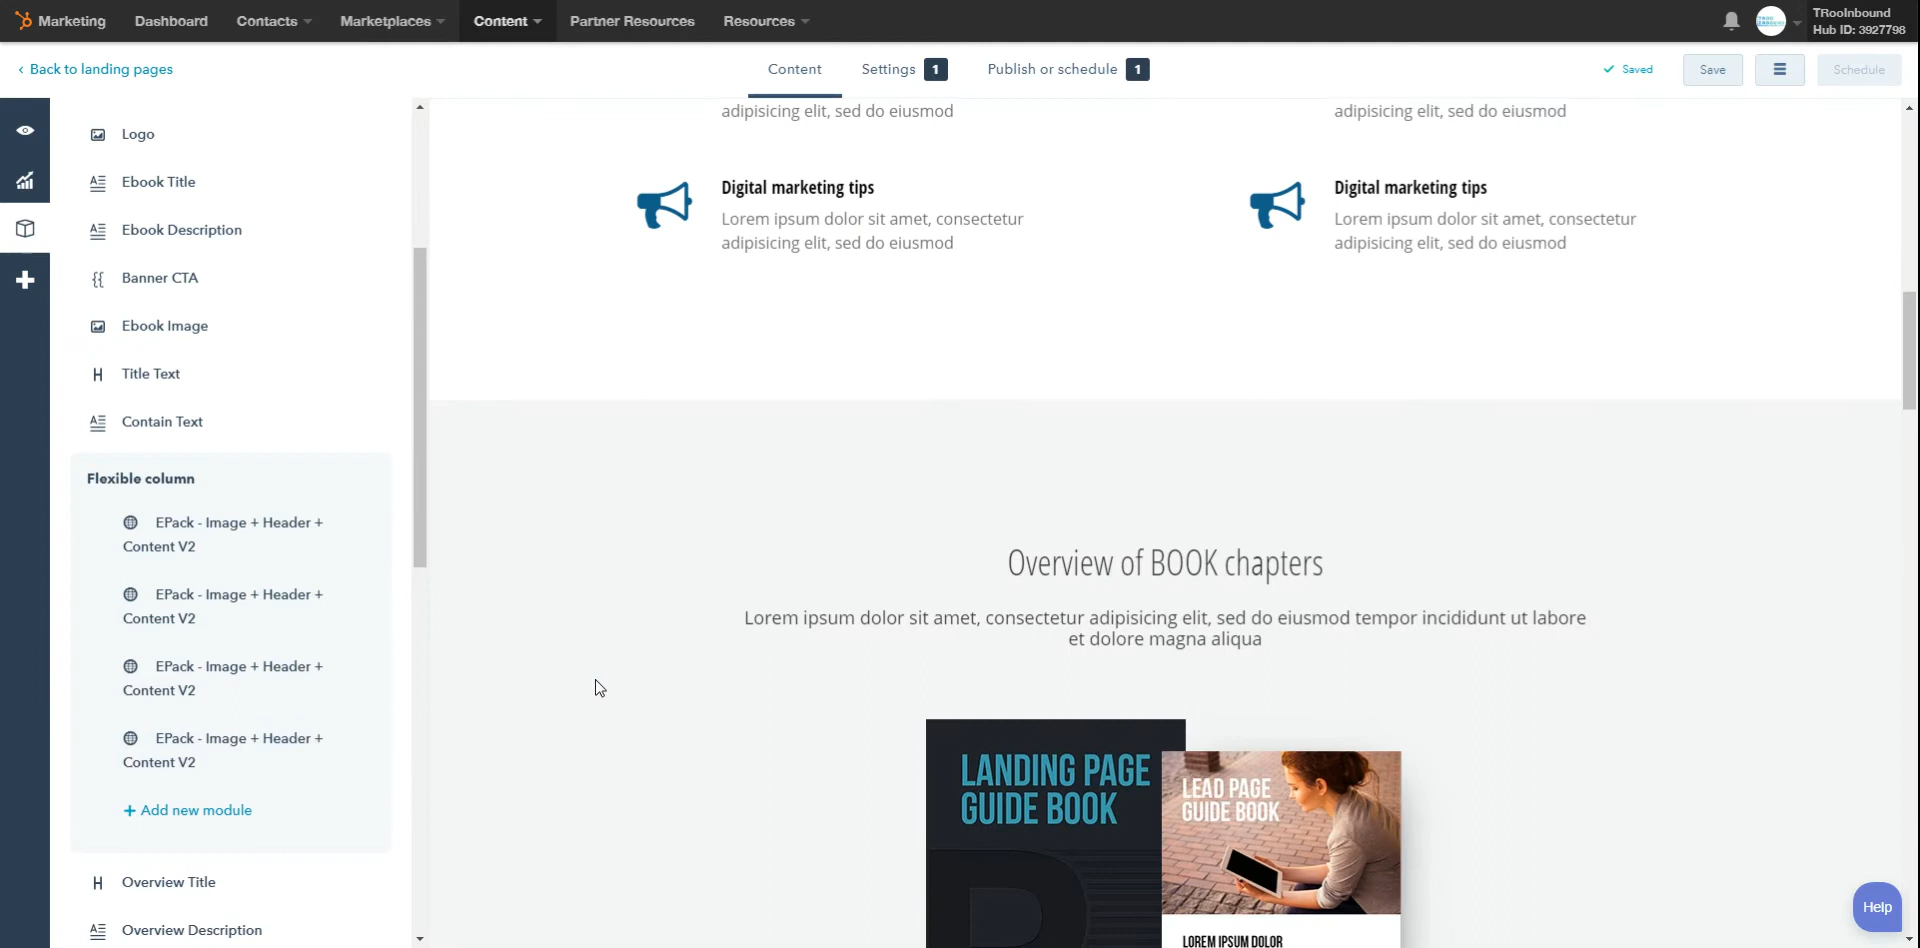 Marketing Dashboard Contacts Marketplaces Content Partner Resources Resources
TRooInbound
Hub ID: 3927798
Back to landing pages
Content Settings 1 Publish or schedule 1
Saved Save Schedule
Logo
Ebook Title
Ebook Description
Banner CTA
Ebook Image
Title Text
Contain Text
Flexible column
EPack - Image + Header +
Content V2
EPack - Image + Header +
Content V2
EPack - Image + Header +
Content V2
EPack - Image + Header +
Content V2
+ Add new module
Overview Title
Overview Description
adipisicing elit, sed do eiusmod
adipisicing elit, sed do eiusmod
Digital marketing tips
Lorem ipsum dolor sit amet, consectetur
adipisicing elit, sed do eiusmod
Digital marketing tips
Lorem ipsum dolor sit amet, consectetur
adipisicing elit, sed do eiusmod
Overview of BOOK chapters
Lorem ipsum dolor sit amet, consectetur adipisicing elit, sed do eiusmod tempor incididunt ut labore
et dolore magna aliqua
LANDING PAGE
GUIDE BOOK
LEAD PAGE
GUIDE BOOK
LOREM IPSUM DOLOR
Help